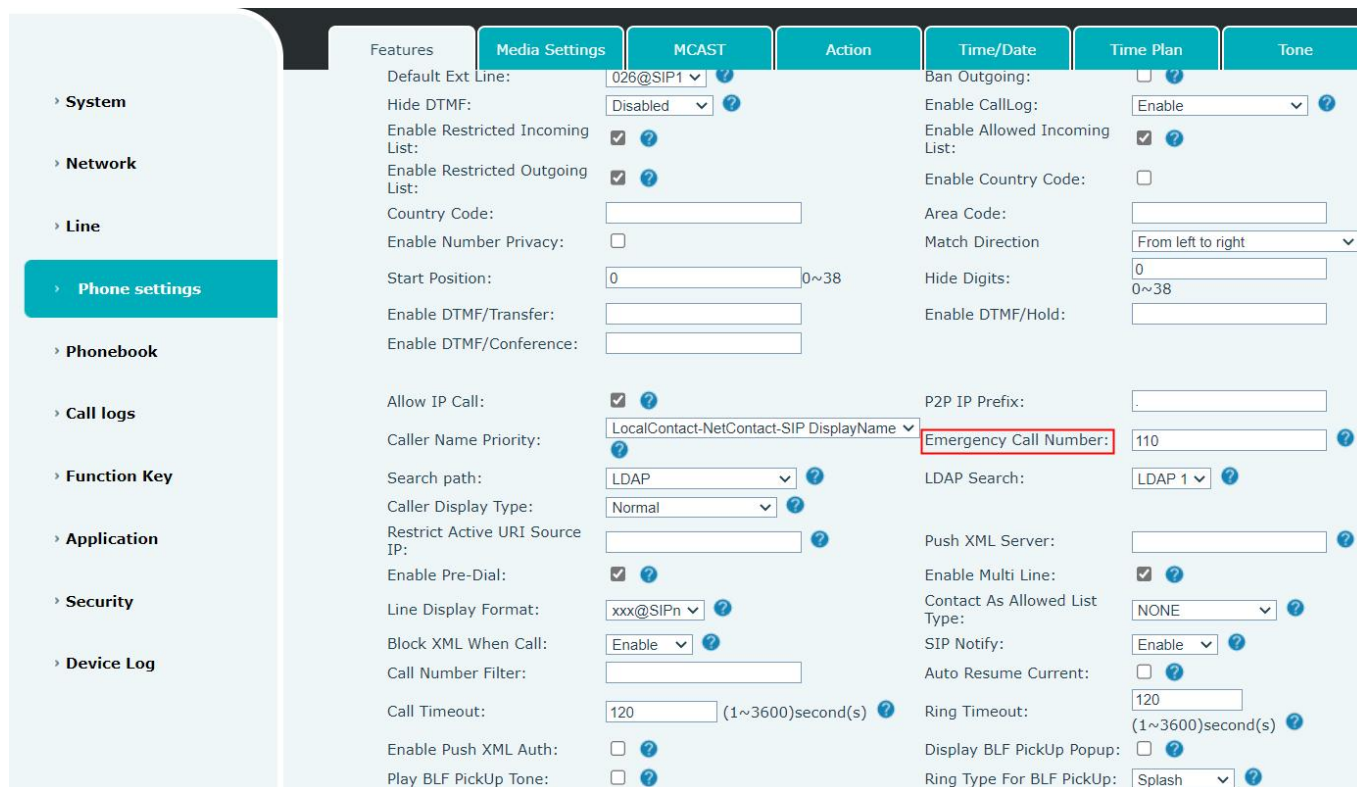 Features Media Settings MCAST Action Time/Date Time Plan Tone
› System
› Network
› Line
› Phone settings
› Phonebook
› Call logs
› Function Key
› Application
› Security
› Device Log
Default Ext Line: 026@SIP1 ? Ban Outgoing: ?
Hide DTMF: Disabled ? Enable CallLog: Enable ?
Enable Restricted Incoming
List: ? Enable Allowed Incoming
List: ?
Enable Restricted Outgoing
List: ? Enable Country Code:
Country Code: Area Code:
Enable Number Privacy: Match Direction From left to right
Start Position: 0 0~38 Hide Digits: 0
0~38
Enable DTMF/Transfer: Enable DTMF/Hold:
Enable DTMF/Conference:
Allow IP Call: ? P2P IP Prefix: .
Caller Name Priority: LocalContact-NetContact-SIP DisplayName ? Emergency Call Number: 110 ?
Search path: LDAP ? LDAP Search: LDAP 1 ?
Caller Display Type: Normal ?
Restrict Active URI Source
IP: ? Push XML Server: ?
Enable Pre-Dial: ? Enable Multi Line: ?
Line Display Format: xxx@SIPn ? Contact As Allowed List
Type: NONE ?
Block XML When Call: Enable ? SIP Notify: Enable ?
Call Number Filter: Auto Resume Current: ?
Call Timeout: 120 (1~3600)second(s) ? Ring Timeout: 120
(1~3600)second(s) ?
Enable Push XML Auth: ? Display BLF PickUp Popup: ?
Play BLF PickUp Tone: ? Ring Type For BLF PickUp: Splash ?